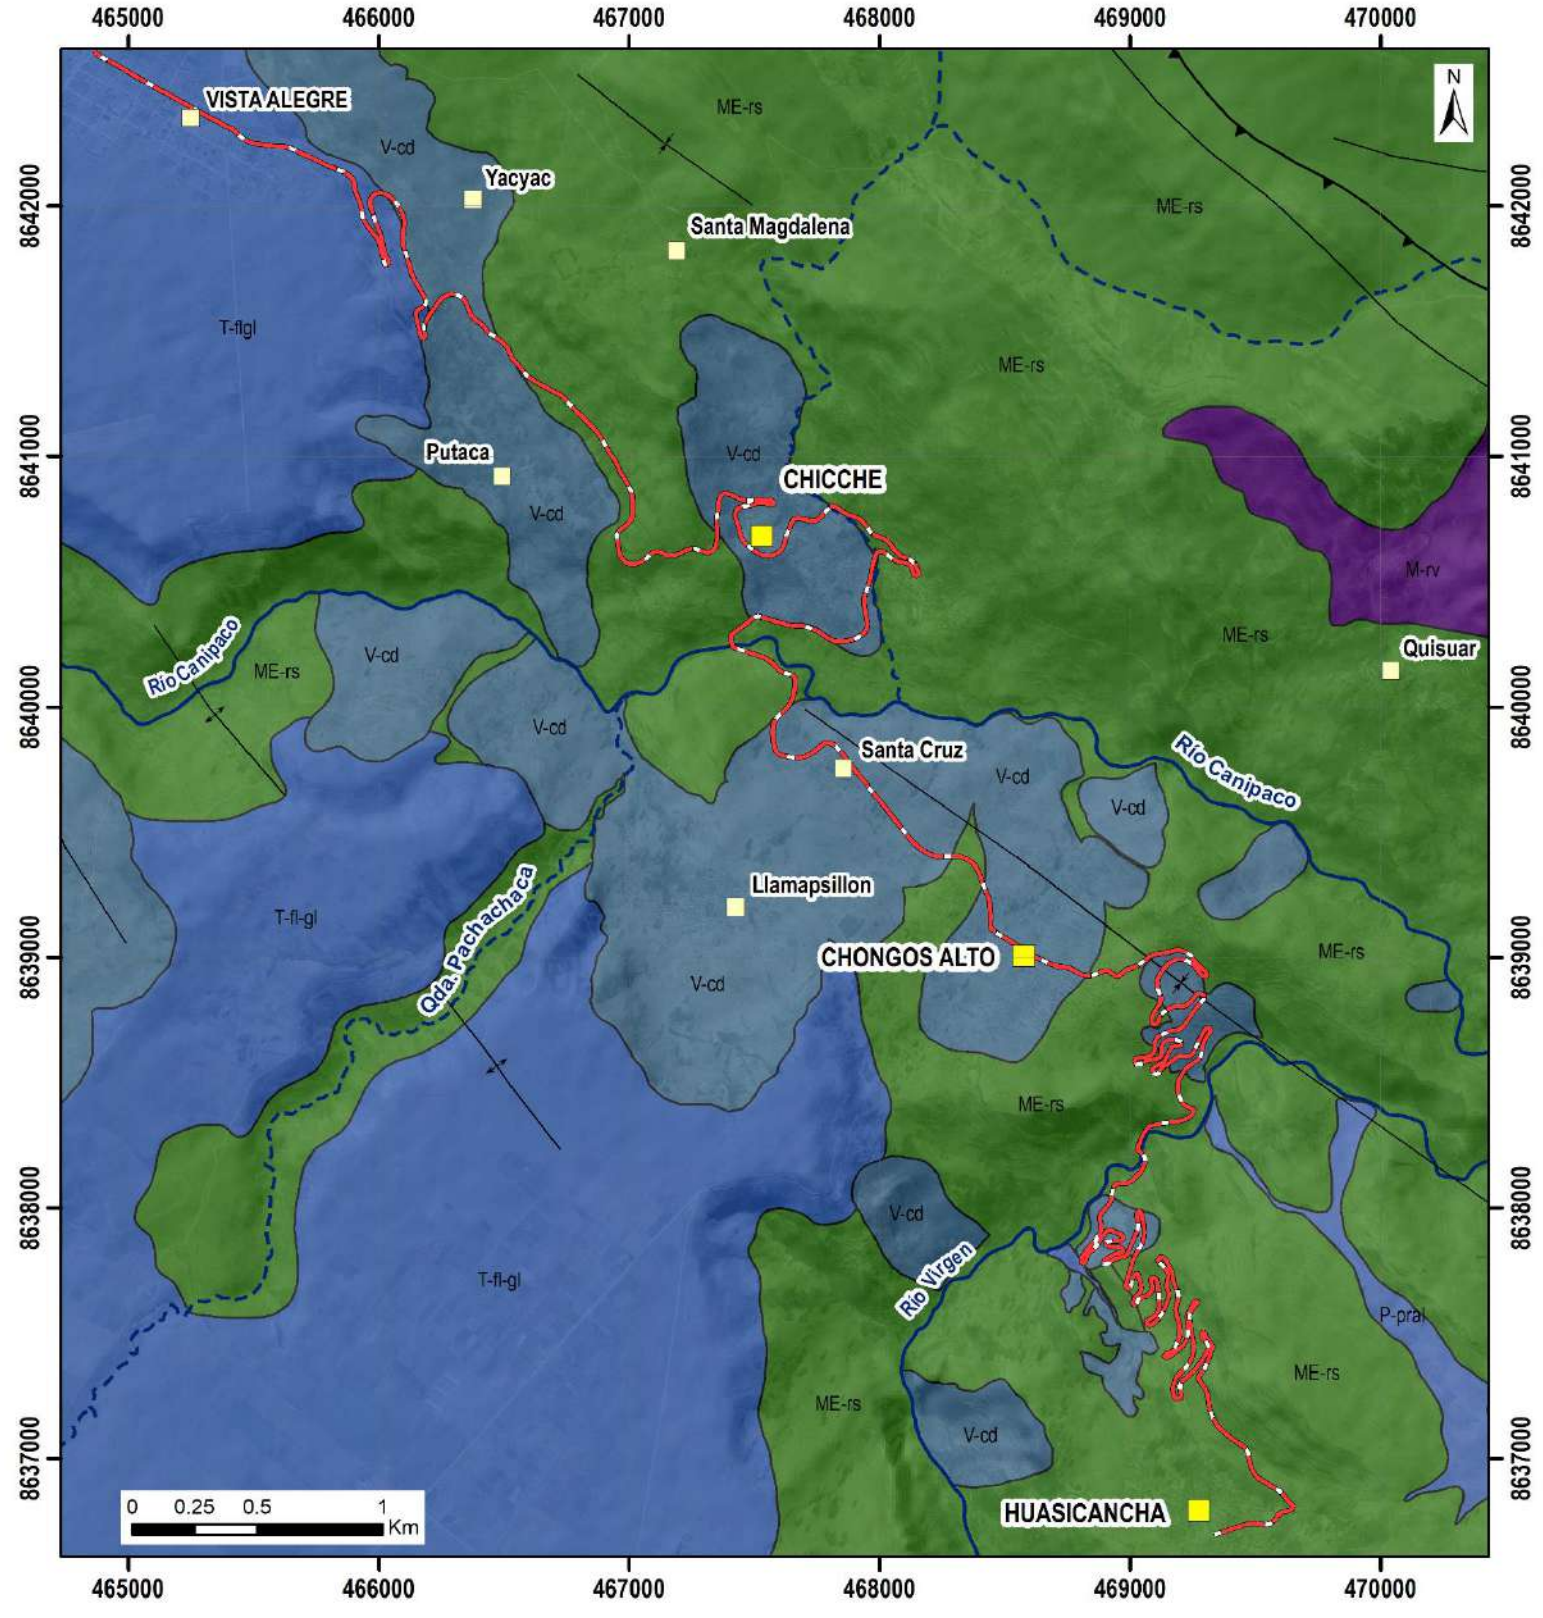 465000 466000 467000 468000 469000 470000
N
VISTA ALEGRE
ME-rs
V-cd
Yacyac
8642000
ME-rs
8642000
Santa Magdalena
T-flgl
ME-rs
8641000
Putaca
V-cd
8641000
CHICCHE
V-cd
M-rv
Río Canipaco
ME-rs
V-cd
ME-rs
Quisuar
8640000
V-cd
8640000
Santa Cruz
Río Canipaco
V-cd
V-cd
Llamapsillon
T-fl-gl
Qda. Pachachaca
8639000
CHONGOS ALTO
ME-rs
8639000
V-cd
ME-rs
8638000
V-cd
8638000
T-fl-gl
Río Virgen
P-pral
ME-rs
ME-rs
V-cd
8637000
8637000
0 0.25 0.5 1
Km
HUASICANCHA
465000 466000 467000 468000 469000 470000